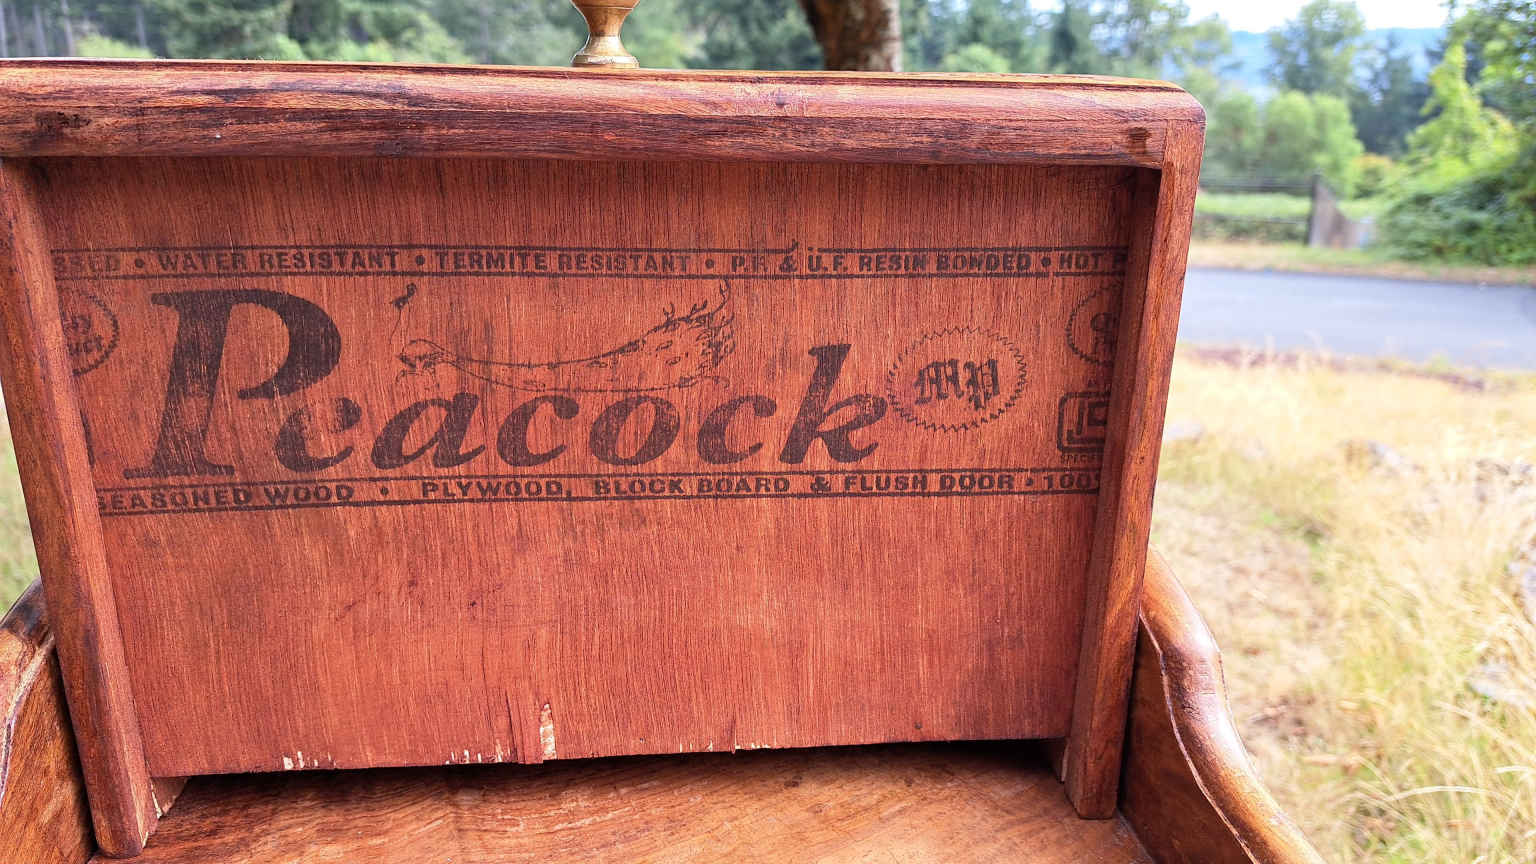 • WATER RESISTANT • TERMITE RESISTANT • P.F. & U.F. RESIN BONDED • HOT
Peacock
MP
SEASONED WOOD • PLYWOOD, BLOCK BOARD & FLUSH DOOR • 100%